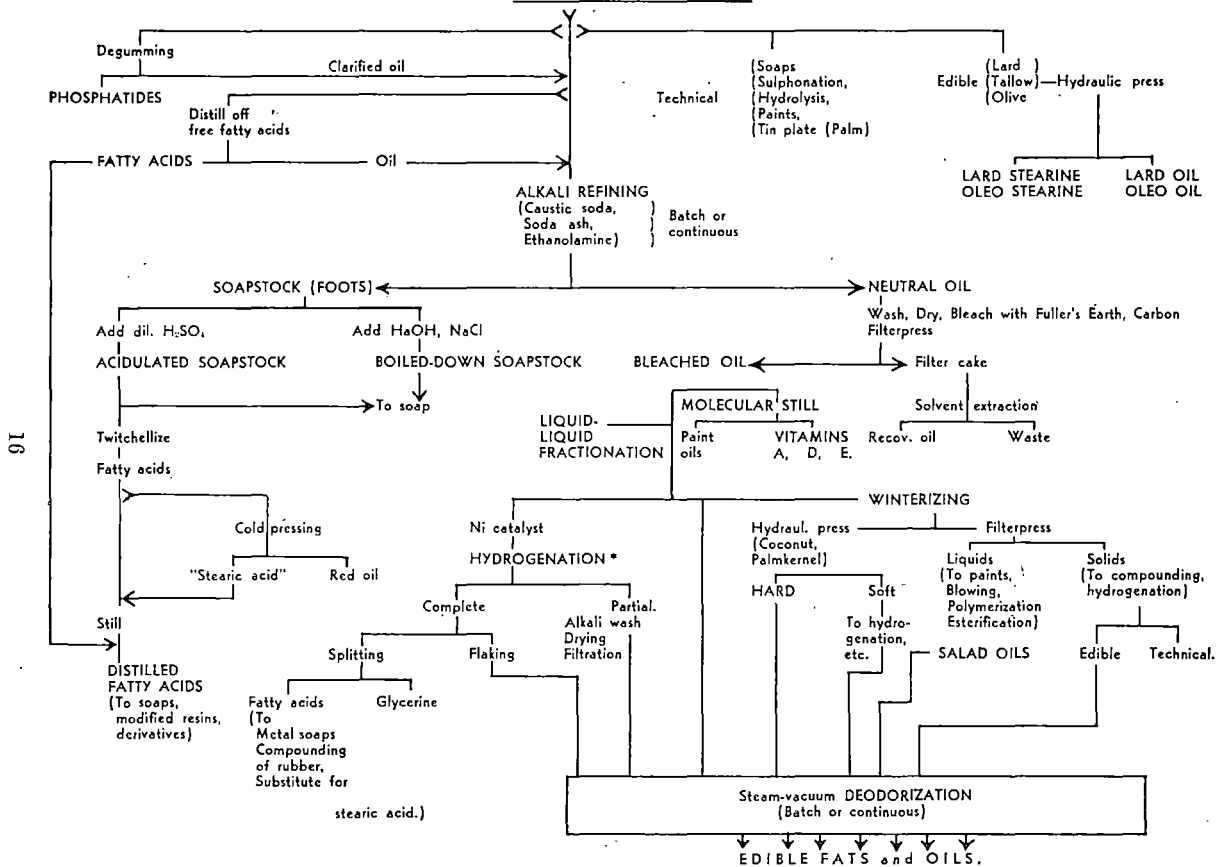 Degumming
Clarified oil
PHOSPHATIDES
Distill off
free fatty acids
FATTY ACIDS
Oil
Technical
(Soaps
(Sulphonation,
(Hydrolysis,
(Paints,
(Tin plate (Palm)
Edible (Lard )
(Tallow)—Hydraulic press
(Olive
LARD STEARINE
OLEO STEARINE
LARD OIL
OLEO OIL
ALKALI REFINING
(Caustic soda, )
Soda ash, )
Ethanolamine) )
Batch or
continuous
SOAPSTOCK (FOOTS)
NEUTRAL OIL
Wash, Dry, Bleach with Fuller's Earth, Carbon
Filterpress
Add dil. H₂SO₄
ACIDULATED SOAPSTOCK
Add HaOH, NaCl
BOILED-DOWN SOAPSTOCK
To soap
BLEACHED OIL
Filter cake
Solvent extraction
Recov. oil
Waste
LIQUID-
LIQUID
FRACTIONATION
MOLECULAR STILL
Paint
oils
VITAMINS
A, D, E.
Twitchellize
Fatty acids
Cold pressing
"Stearic acid"
Red oil
Still
DISTILLED
FATTY ACIDS
(To soaps,
modified resins,
derivatives)
Ni catalyst
HYDROGENATION *
Complete
Partial.
Alkali wash
Drying
Filtration
Splitting
Flaking
Fatty acids
(To
Metal soaps
Compounding
of rubber,
Substitute for
stearic acid.)
Glycerine
WINTERIZING
Hydraul. press
(Coconut,
Palmkernel)
HARD
Soft
To hydro-
genation,
etc.
Filterpress
Liquids
(To paints,
Blowing,
Polymerization
Esterification)
SALAD OILS
Solids
(To compounding,
hydrogenation)
Edible
Technical.
Steam-vacuum DEODORIZATION
(Batch or continuous)
EDIBLE FATS and OILS.
16